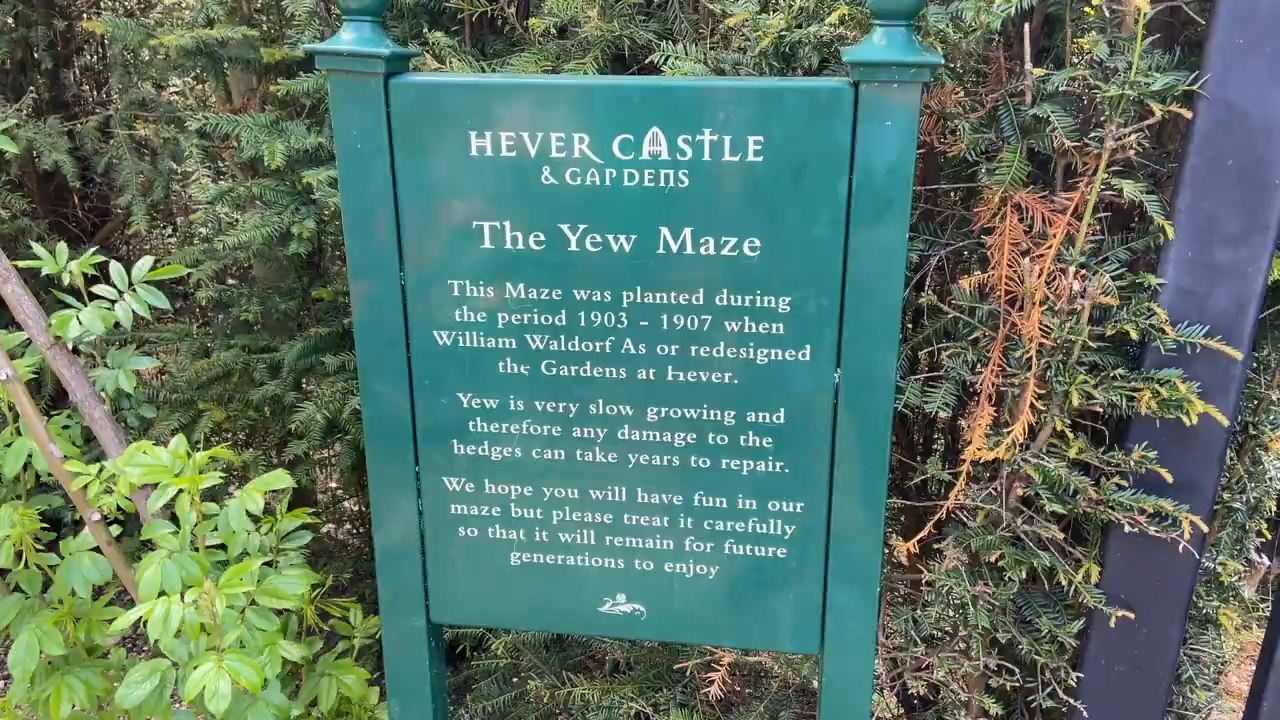 HEVER CASTLE
& GARDENS
The Yew Maze
This Maze was planted during
the period 1903 - 1907 when
William Waldorf As or redesigned
the Gardens at Hever.
Yew is very slow growing and
therefore any damage to the
hedges can take years to repair.
We hope you will have fun in our
maze but please treat it carefully
so that it will remain for future
generations to enjoy